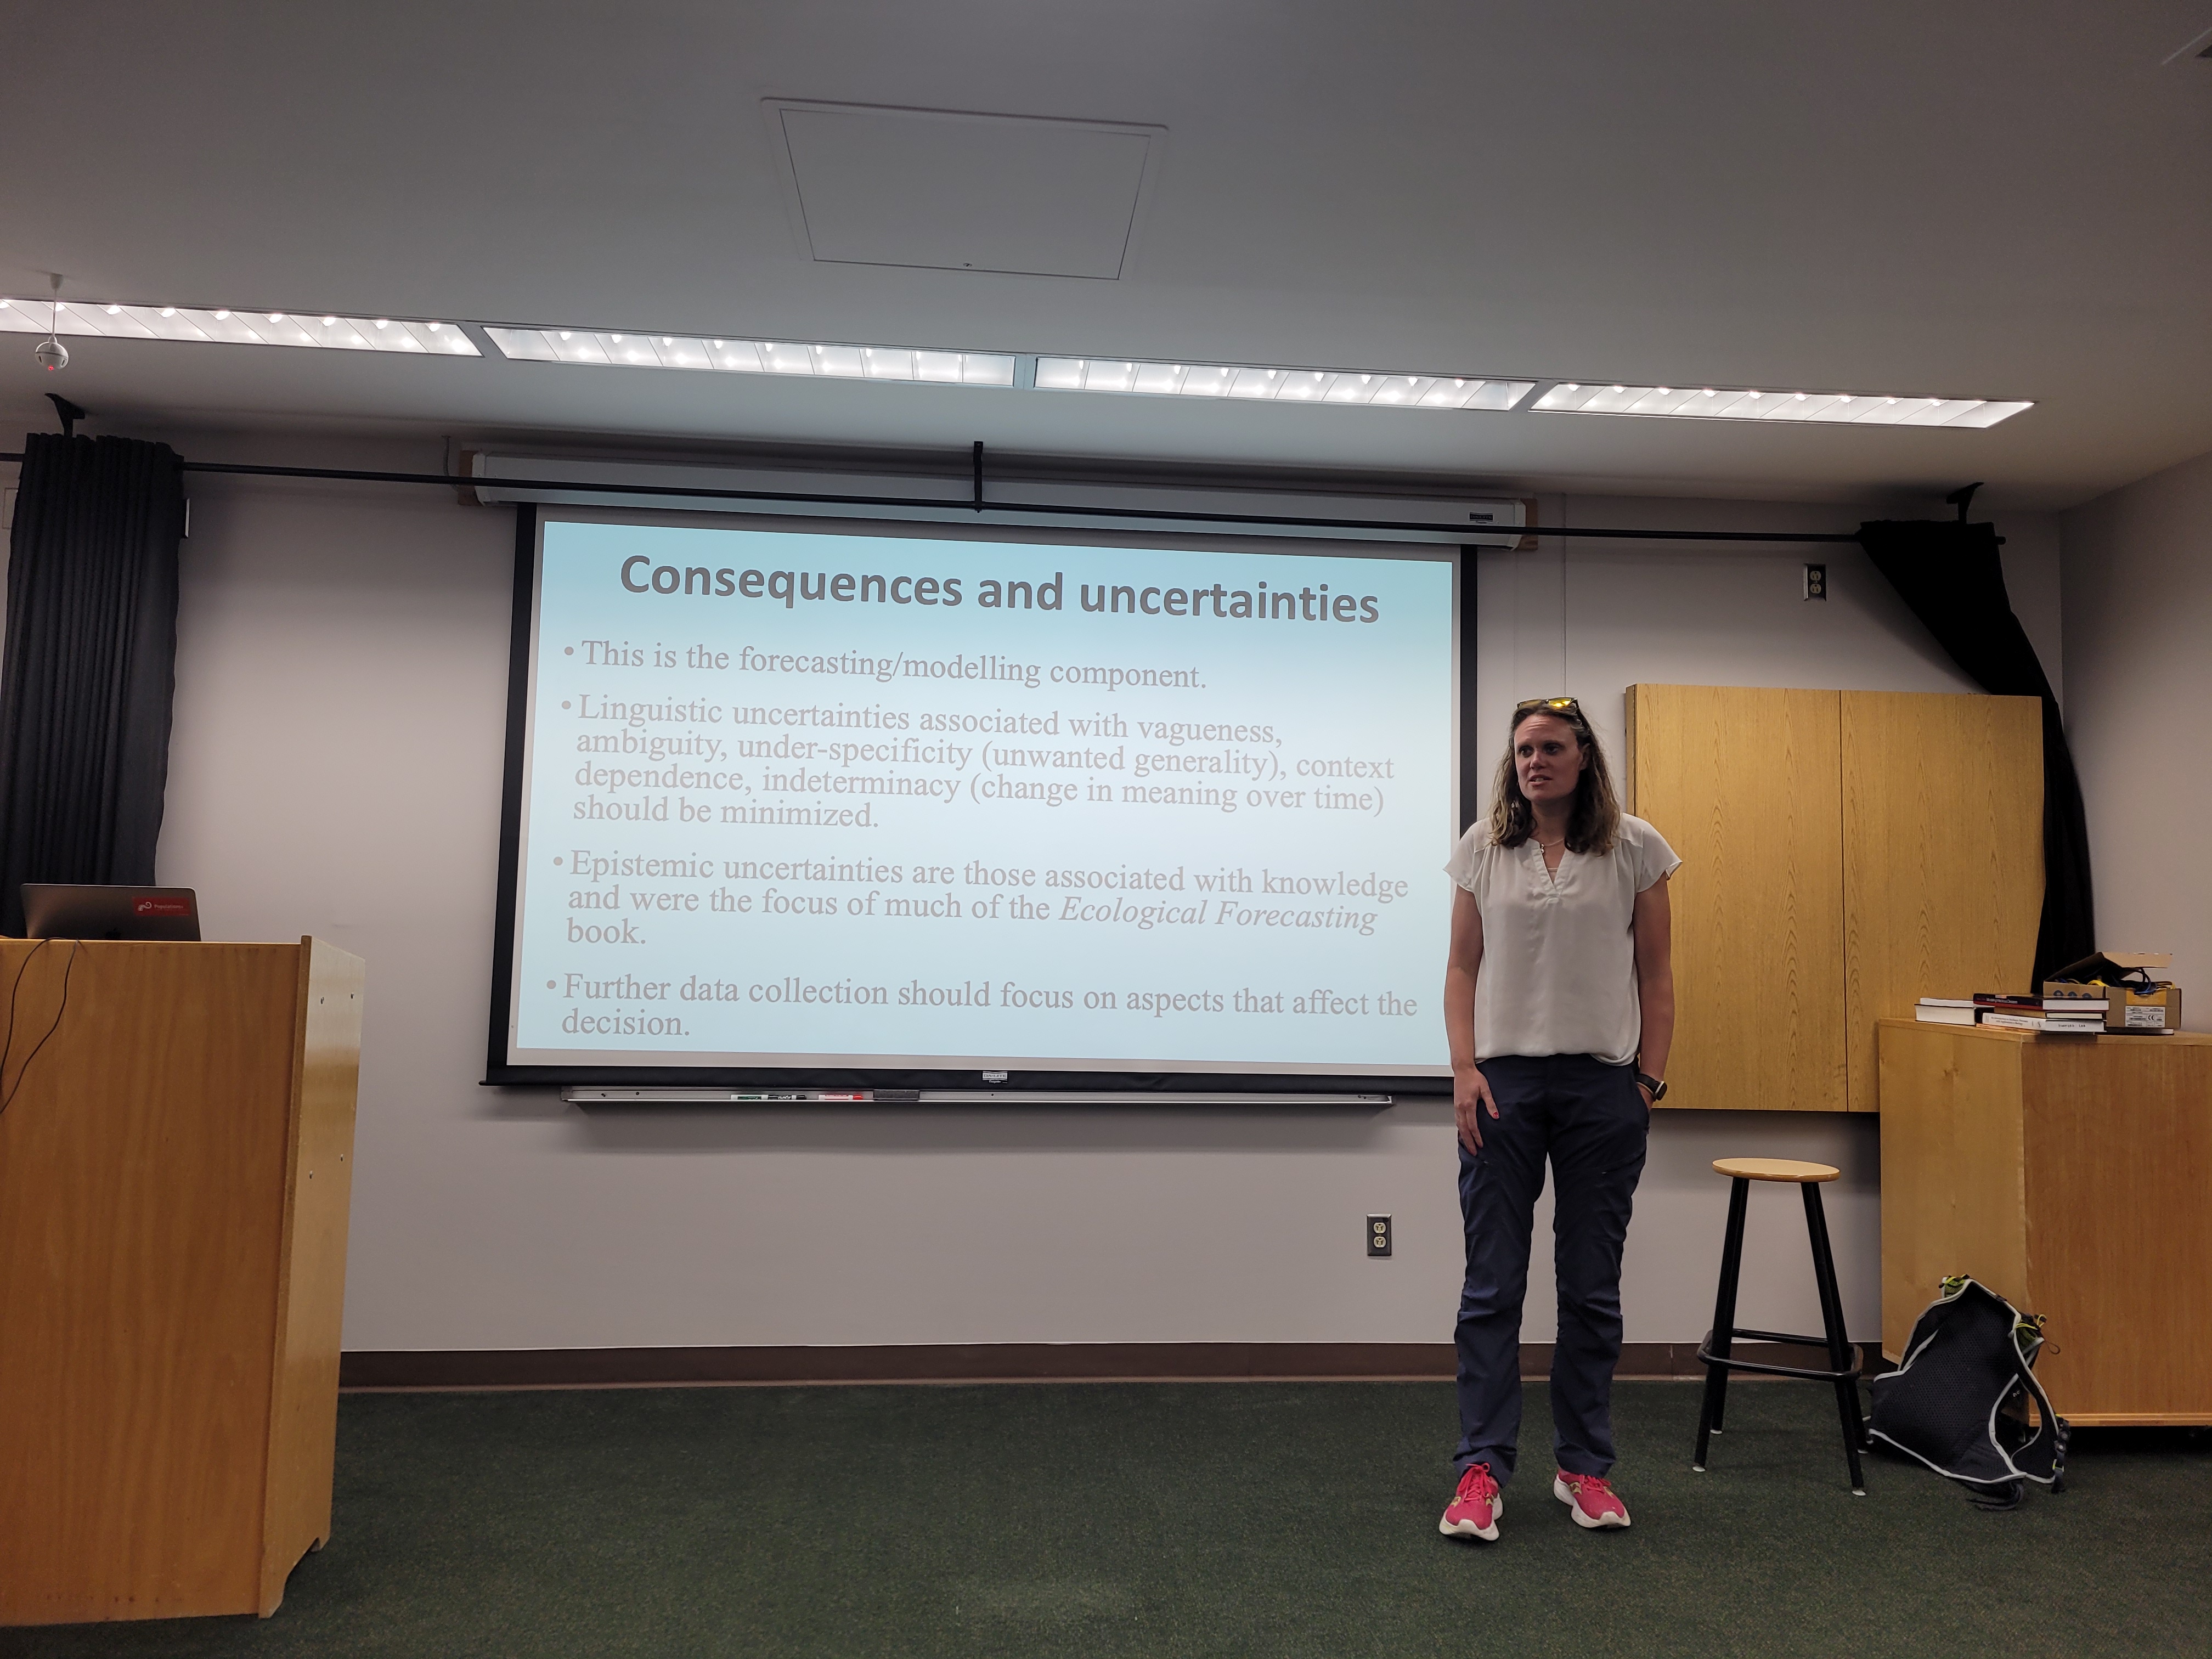 Consequences and uncertainties
• This is the forecasting/modelling component.
• Linguistic uncertainties associated with vagueness,
ambiguity, under-specificity (unwanted generality), context
dependence, indeterminacy (change in meaning over time)
should be minimized.
• Epistemic uncertainties are those associated with knowledge
and were the focus of much of the Ecological Forecasting
book.
• Further data collection should focus on aspects that affect the
decision.